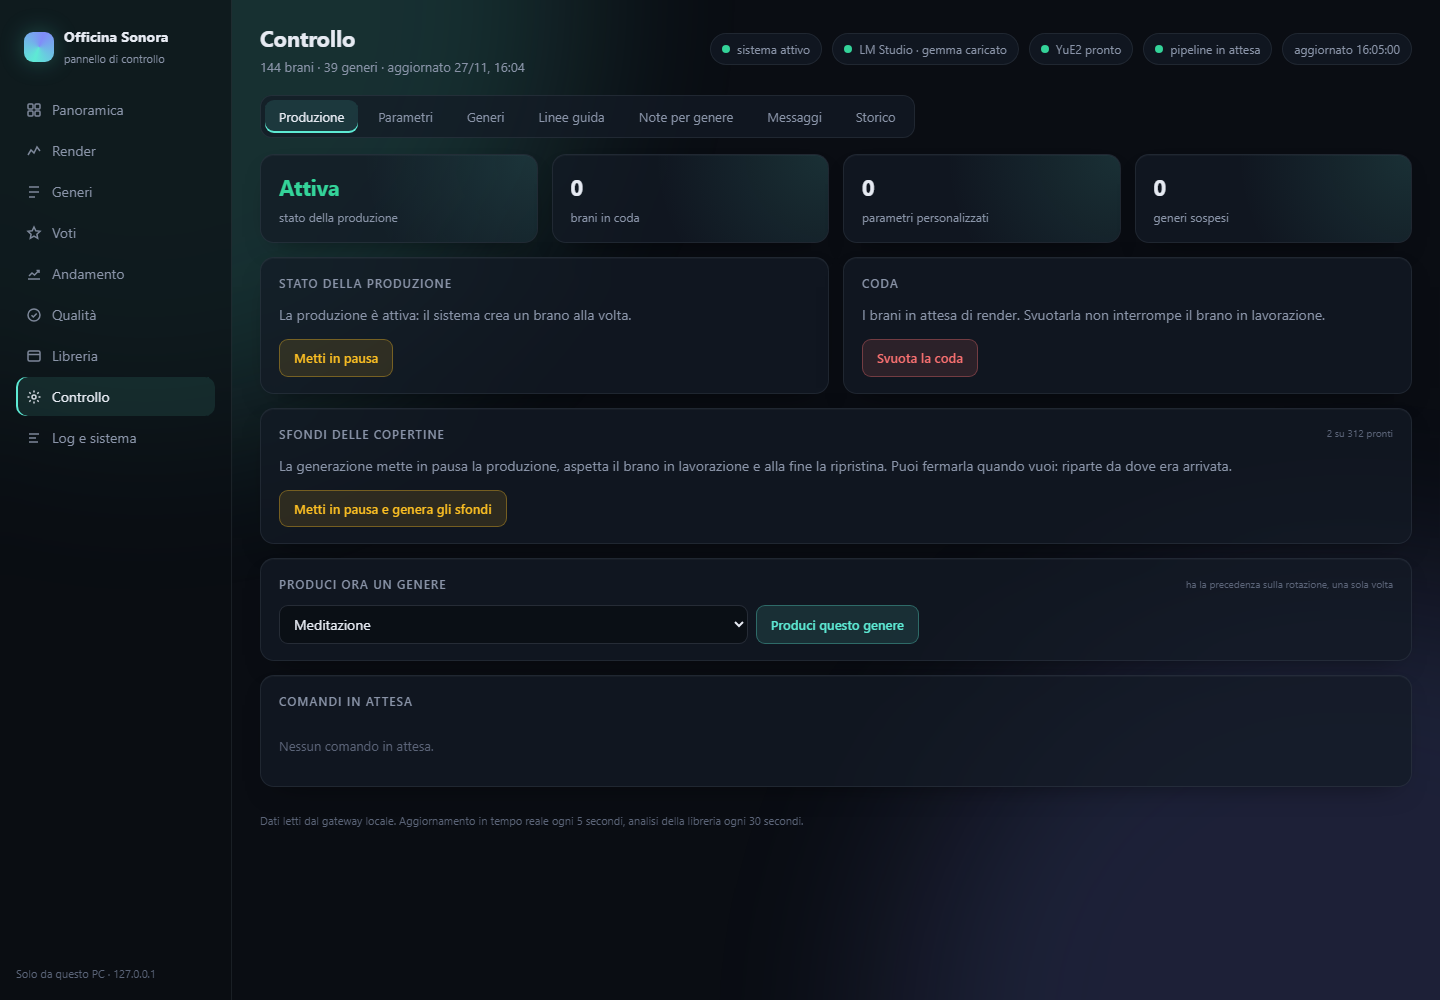 Officina Sonora
pannello di controllo
Panoramica
Render
Generi
Voti
Andamento
Qualità
Libreria
Controllo
Log e sistema
Solo da questo PC · 127.0.0.1
Controllo
144 brani · 39 generi · aggiornato 27/11, 16:04
sistema attivo
LM Studio · gemma caricato
YuE2 pronto
pipeline in attesa
aggiornato 16:05:00
Produzione
Parametri
Generi
Linee guida
Note per genere
Messaggi
Storico
Attiva
stato della produzione
0
brani in coda
0
parametri personalizzati
0
generi sospesi
STATO DELLA PRODUZIONE
La produzione è attiva: il sistema crea un brano alla volta.
Metti in pausa
CODA
I brani in attesa di render. Svuotarla non interrompe il brano in lavorazione.
Svuota la coda
SFONDI DELLE COPERTINE
2 su 312 pronti
La generazione mette in pausa la produzione, aspetta il brano in lavorazione e alla fine la ripristina. Puoi fermarla quando vuoi: riparte da dove era arrivata.
Metti in pausa e genera gli sfondi
PRODUCI ORA UN GENERE
ha la precedenza sulla rotazione, una sola volta
Meditazione
Produci questo genere
COMANDI IN ATTESA
Nessun comando in attesa.
Dati letti dal gateway locale. Aggiornamento in tempo reale ogni 5 secondi, analisi della libreria ogni 30 secondi.